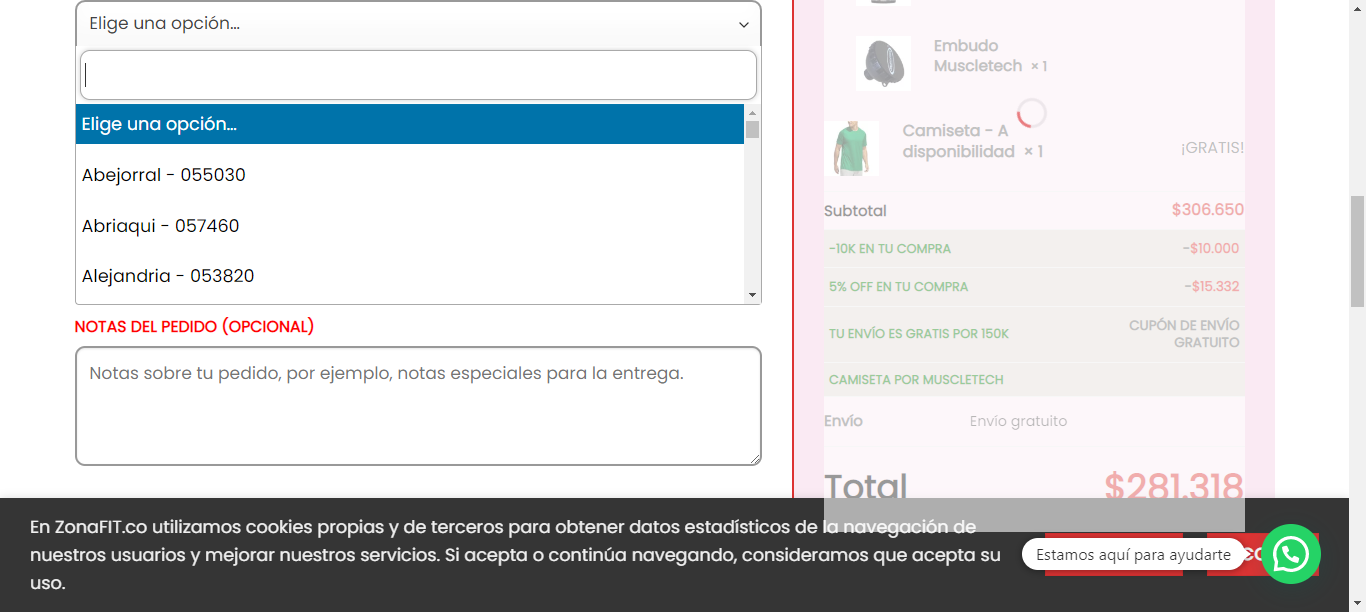 Elige una opción...
Elige una opción...
Abejorral - 055030
Abriaqui - 057460
Alejandria - 053820
NOTAS DEL PEDIDO (OPCIONAL)
Notas sobre tu pedido, por ejemplo, notas especiales para la entrega.
Embudo
Muscletech × 1
Camiseta - A
disponibilidad × 1
¡GRATIS!
Subtotal $306.650
-10K EN TU COMPRA -$10.000
5% OFF EN TU COMPRA -$15.332
TU ENVÍO ES GRATIS POR 150K CUPÓN DE ENVÍO
GRATUITO
CAMISETA POR MUSCLETECH
Envío Envío gratuito
Total $281.318
En ZonaFIT.co utilizamos cookies propias y de terceros para obtener datos estadísticos de la navegación de
nuestros usuarios y mejorar nuestros servicios. Si acepta o continúa navegando, consideramos que acepta su
uso.
Estamos aquí para ayudarte